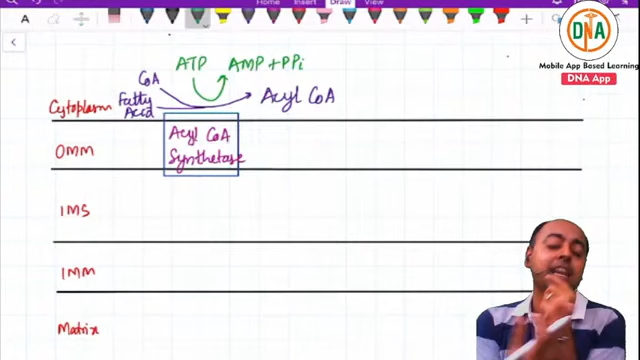 Home
Insert
Draw
View
A
DNA
Mobile App Based Learning
DNA App
ATP
AMP + PPi
CoA
Fatty
Acid
Acyl CoA
Cytoplasm
Acyl CoA
Synthetase
OMM
IMS
IMM
Matrix